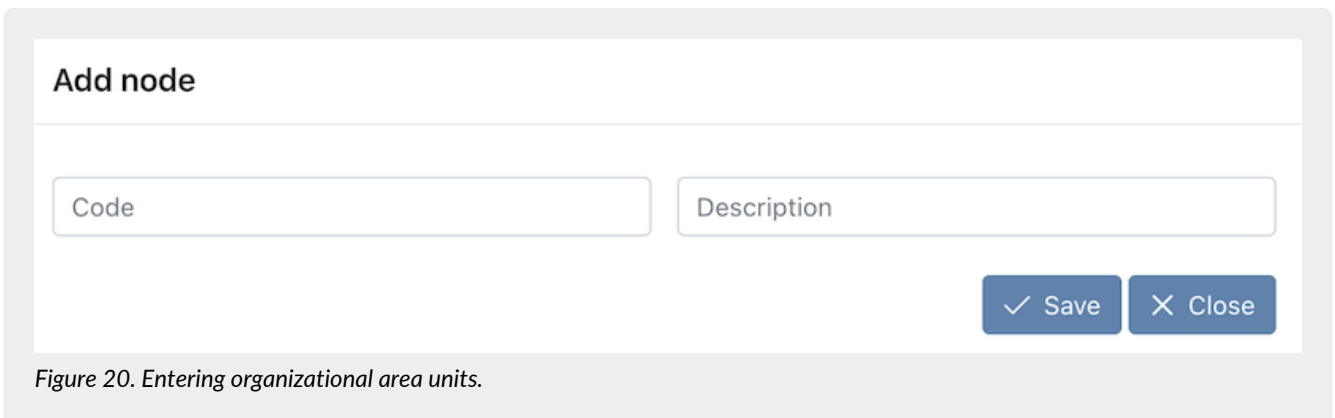 Add node
Code
Description
Save
Close
Figure 20. Entering organizational area units.